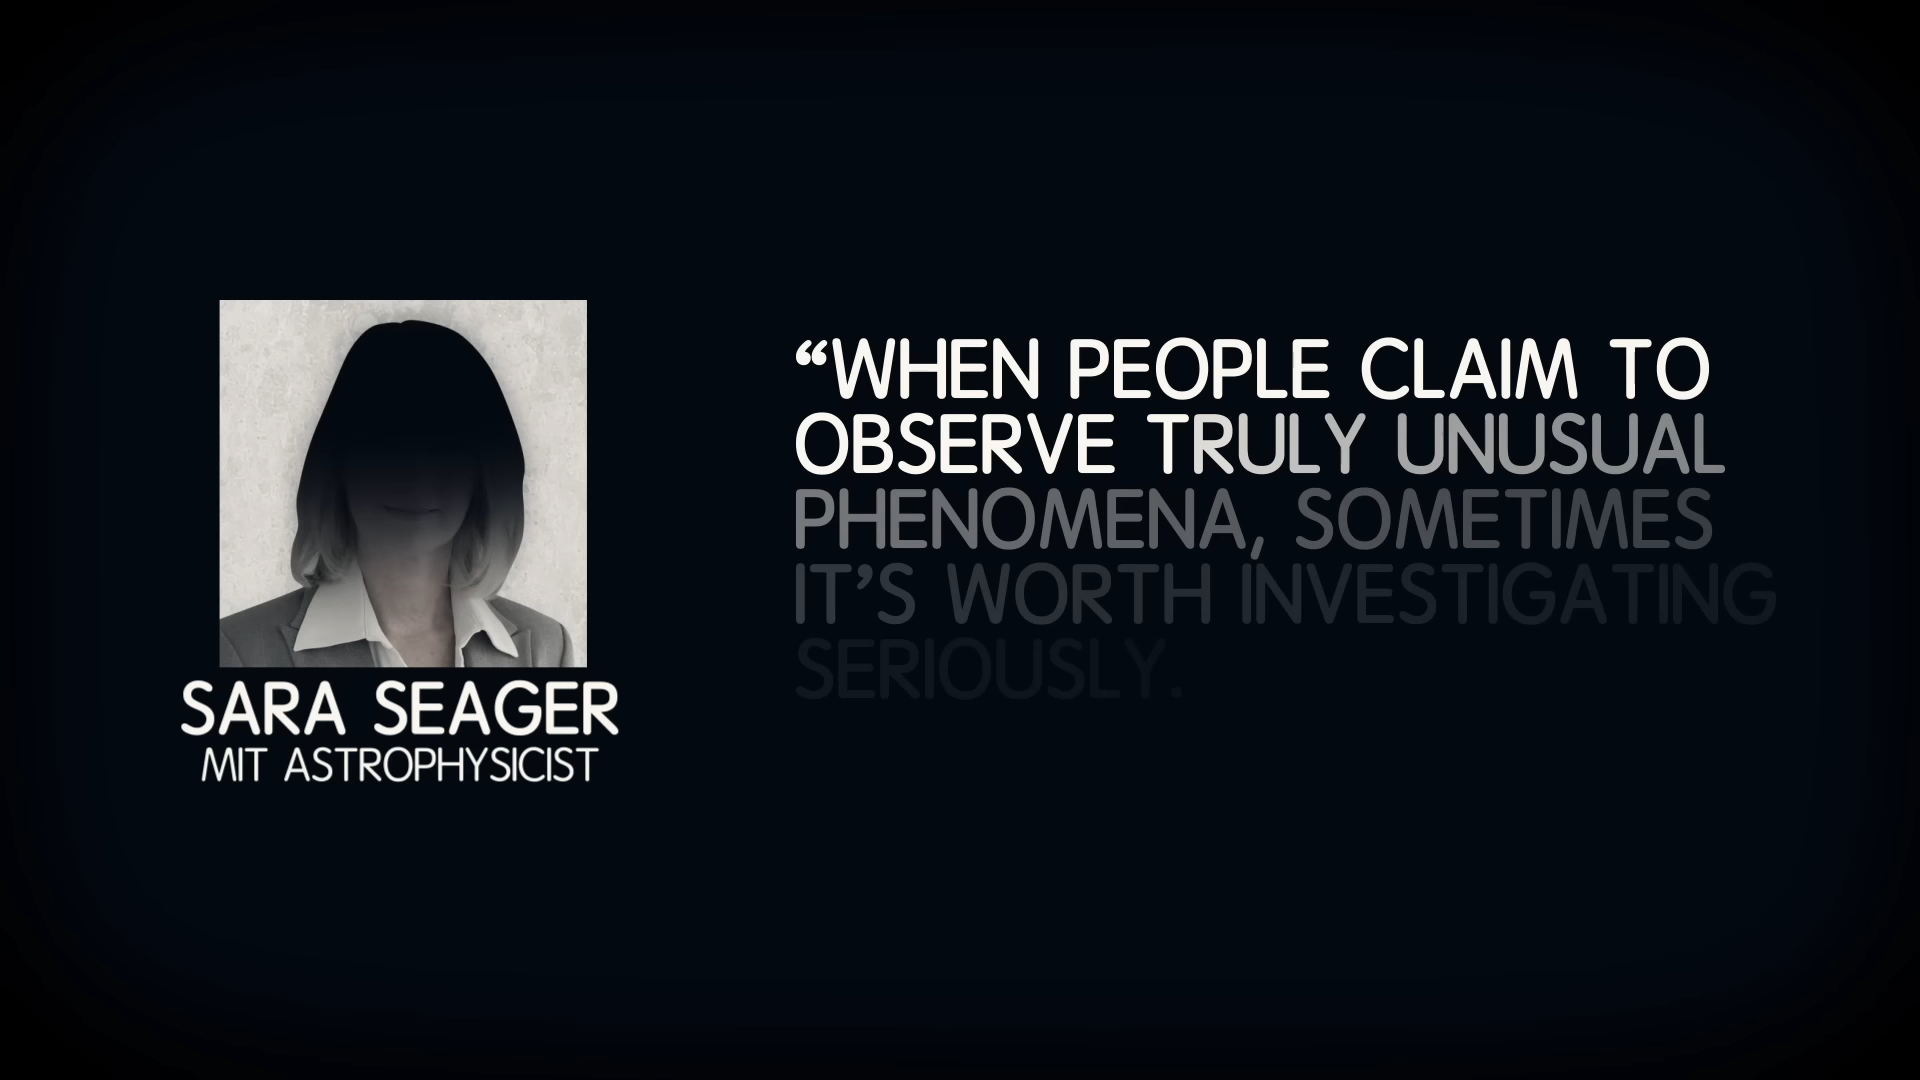 SARA SEAGER
MIT ASTROPHYSICIST
“WHEN PEOPLE CLAIM TO
OBSERVE TRULY UNUSUAL
PHENOMENA, SOMETIMES
IT’S WORTH INVESTIGATING
SERIOUSLY.